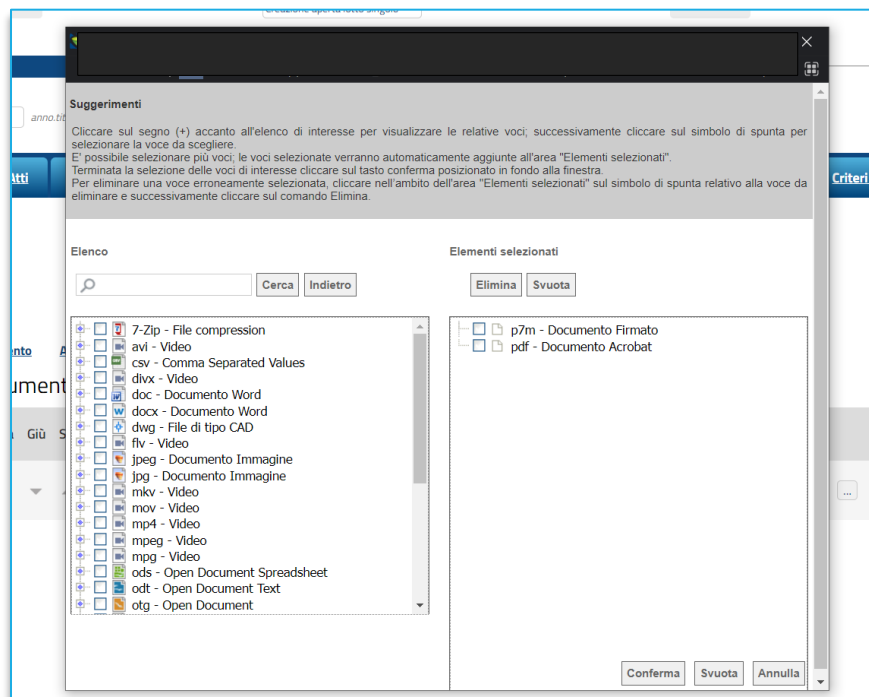 Creazione aperta lotto singolo
anno.tit
Atti
Criteri
Suggerimenti
Cliccare sul segno (+) accanto all'elenco di interesse per visualizzare le relative voci; successivamente cliccare sul simbolo di spunta per
selezionare la voce da scegliere.
E' possibile selezionare più voci; le voci selezionate verranno automaticamente aggiunte all'area "Elementi selezionati".
Terminata la selezione delle voci di interesse cliccare sul tasto conferma posizionato in fondo alla finestra.
Per eliminare una voce erroneamente selezionata, cliccare nell'ambito dell'area "Elementi selezionati" sul simbolo di spunta relativo alla voce da
eliminare e successivamente cliccare sul comando Elimina.
Elenco
Cerca Indietro
7-Zip - File compression
avi - Video
csv - Comma Separated Values
divx - Video
doc - Documento Word
docx - Documento Word
dwg - File di tipo CAD
flv - Video
jpeg - Documento Immagine
jpg - Documento Immagine
mkv - Video
mov - Video
mp4 - Video
mpeg - Video
mpg - Video
ods - Open Document Spreadsheet
odt - Open Document Text
otg - Open Document
Elementi selezionati
Elimina Svuota
p7m - Documento Firmato
pdf - Documento Acrobat
Conferma Svuota Annulla
ento A
ument
Giù S
...